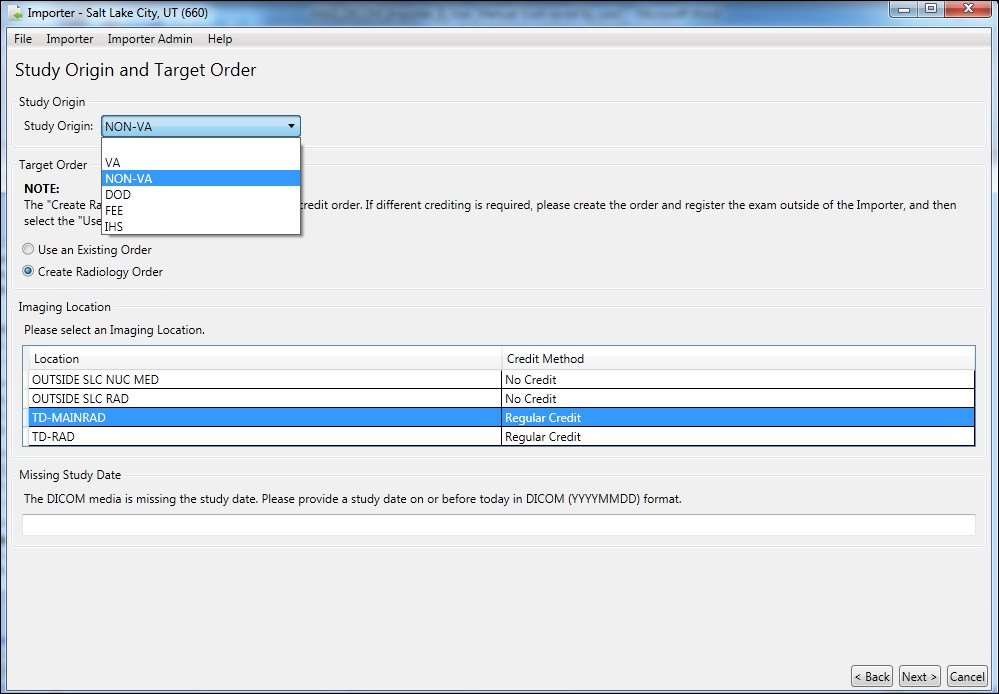 Importer - Salt Lake City, UT (660)
File Importer Importer Admin Help
Study Origin and Target Order
Study Origin
Study Origin: NON-VA
VA
NON-VA
DOD
FEE
IHS
Target Order
NOTE:
The "Create Ra credit order. If different crediting is required, please create the order and register the exam outside of the Importer, and then
select the "Use
Use an Existing Order
Create Radiology Order
Imaging Location
Please select an Imaging Location.
Location Credit Method
OUTSIDE SLC NUC MED No Credit
OUTSIDE SLC RAD No Credit
TD-MAINRAD Regular Credit
TD-RAD Regular Credit
Missing Study Date
The DICOM media is missing the study date. Please provide a study date on or before today in DICOM (YYYYMMDD) format.
< Back Next > Cancel